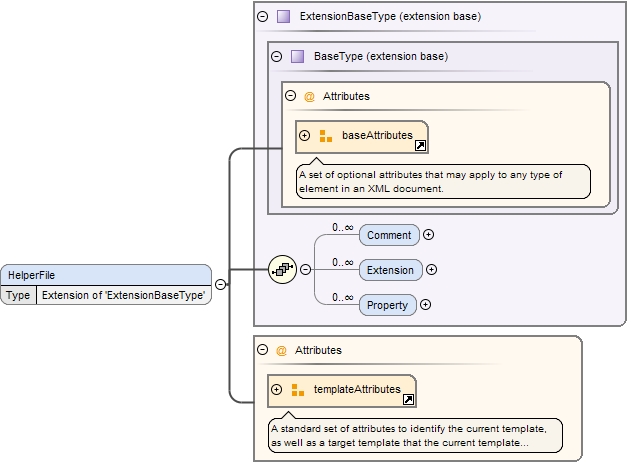 ExtensionBaseType (extension base)
BaseType (extension base)
@ Attributes
baseAttributes
A set of optional attributes that may apply to any type of
element in an XML document.
0..∞
Comment
0..∞
Extension
0..∞
Property
HelperFile
Type Extension of 'ExtensionBaseType'
@ Attributes
templateAttributes
A standard set of attributes to identify the current template,
as well as a target template that the current template...